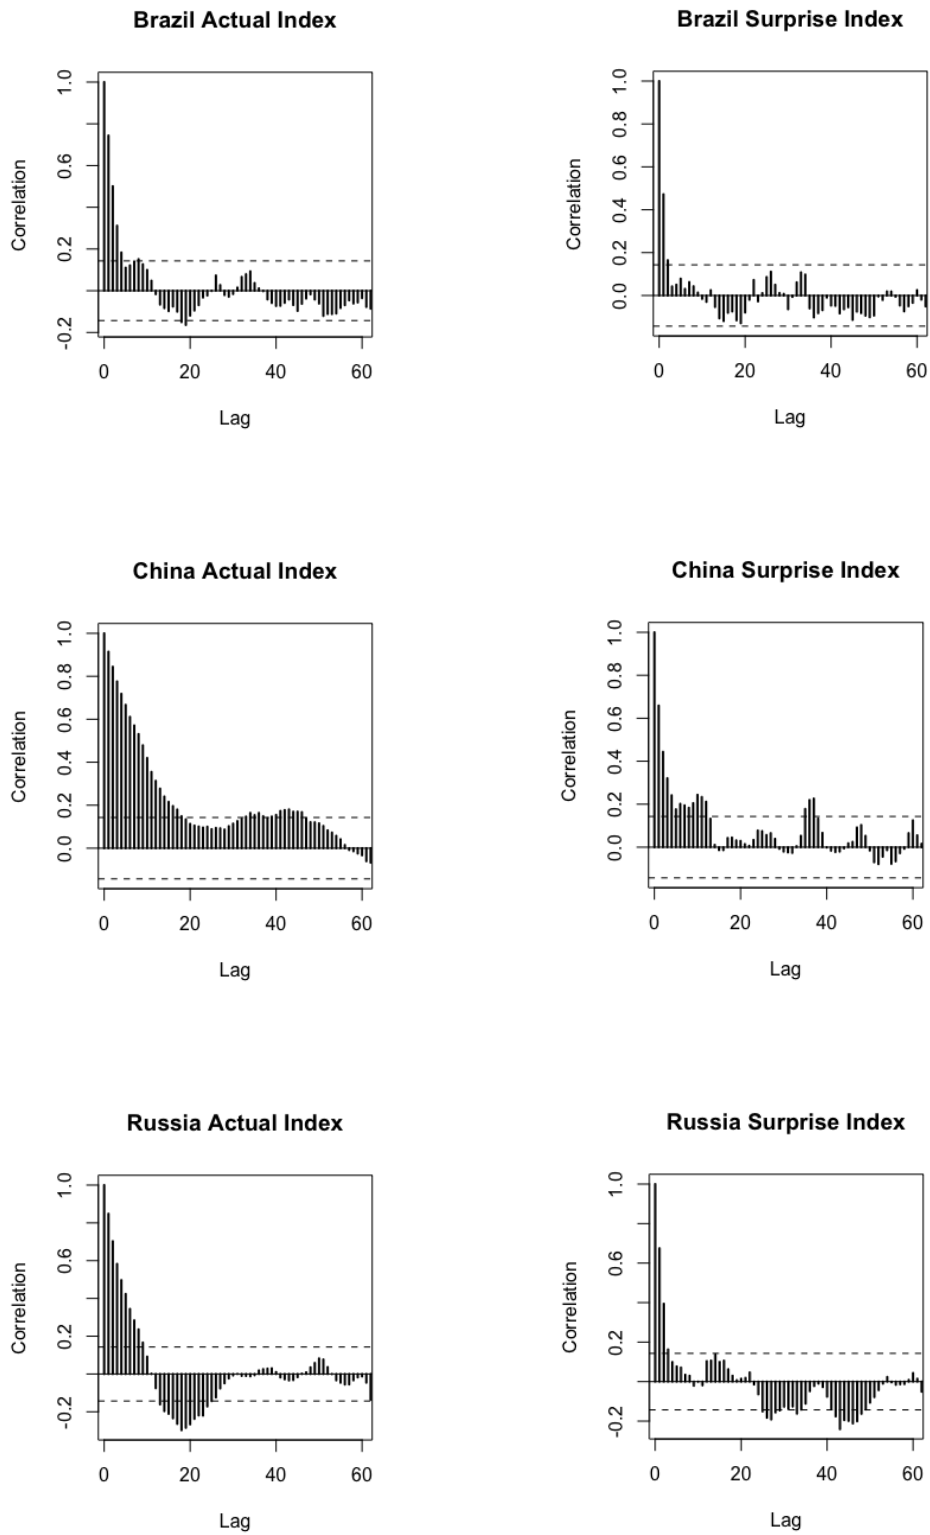 Brazil Actual Index
Correlation
1.0
0.6
0.2
-0.2
0 20 40 60
Lag
Brazil Surprise Index
Correlation
1.0
0.8
0.6
0.4
0.2
0.0
0 20 40 60
Lag
China Actual Index
Correlation
1.0
0.8
0.6
0.4
0.2
0.0
0 20 40 60
Lag
China Surprise Index
Correlation
1.0
0.8
0.6
0.4
0.2
0.0
0 20 40 60
Lag
Russia Actual Index
Correlation
1.0
0.6
0.2
-0.2
0 20 40 60
Lag
Russia Surprise Index
Correlation
1.0
0.6
0.2
-0.2
0 20 40 60
Lag